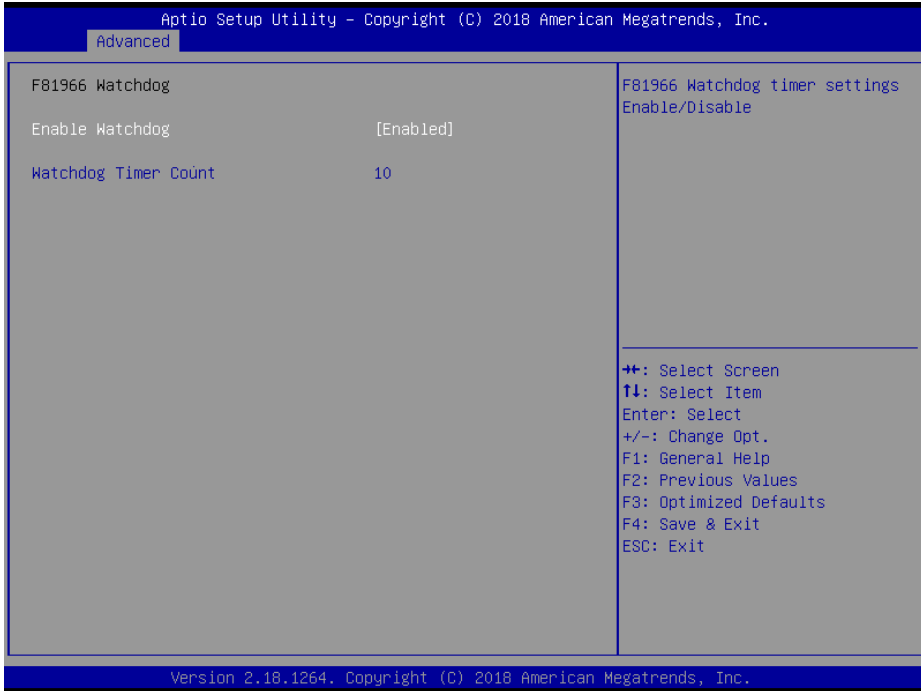 Aptio Setup Utility – Copyright (C) 2018 American Megatrends, Inc.
Advanced
F81966 Watchdog
Enable Watchdog [Enabled]
Watchdog Timer Count 10
F81966 Watchdog timer settings
Enable/Disable
→←: Select Screen
↑↓: Select Item
Enter: Select
+/-: Change Opt.
F1: General Help
F2: Previous Values
F3: Optimized Defaults
F4: Save & Exit
ESC: Exit
Version 2.18.1264. Copyright (C) 2018 American Megatrends, Inc.